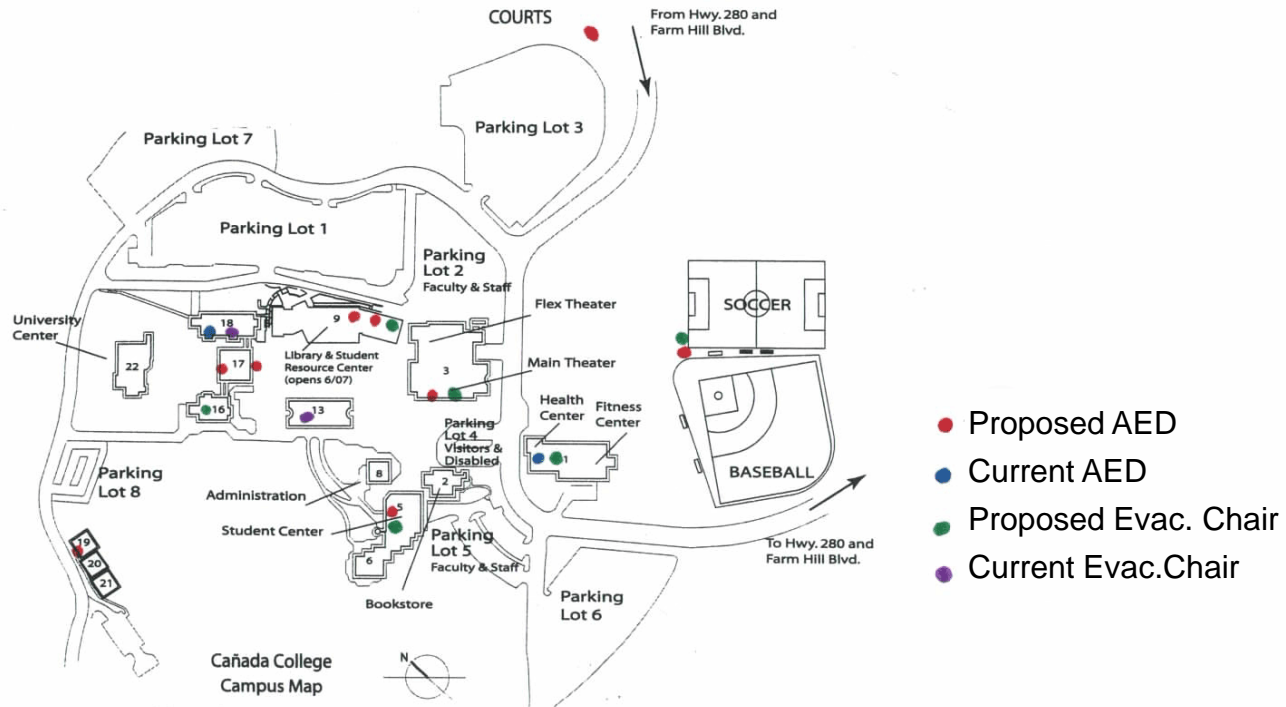 COURTS
From Hwy. 280 and
Farm Hill Blvd.
Parking Lot 3
Parking Lot 7
Parking Lot 1
Parking
Lot 2
Faculty & Staff
Flex Theater
SOCCER
University
Center
18
9
Library & Student
Resource Center
(opens 6/07)
22
17
3
Main Theater
16
13
Health
Center
Fitness
Center
Parking
Lot 4
Visitors &
Disabled
1
BASEBALL
Parking
Lot 8
8
2
Administration
5
Student Center
Parking
Lot 5
Faculty & Staff
6
To Hwy. 280 and
Farm Hill Blvd.
19
20
21
Bookstore
Parking
Lot 6
Cañada College
Campus Map
N
Proposed AED
Current AED
Proposed Evac. Chair
Current Evac.Chair